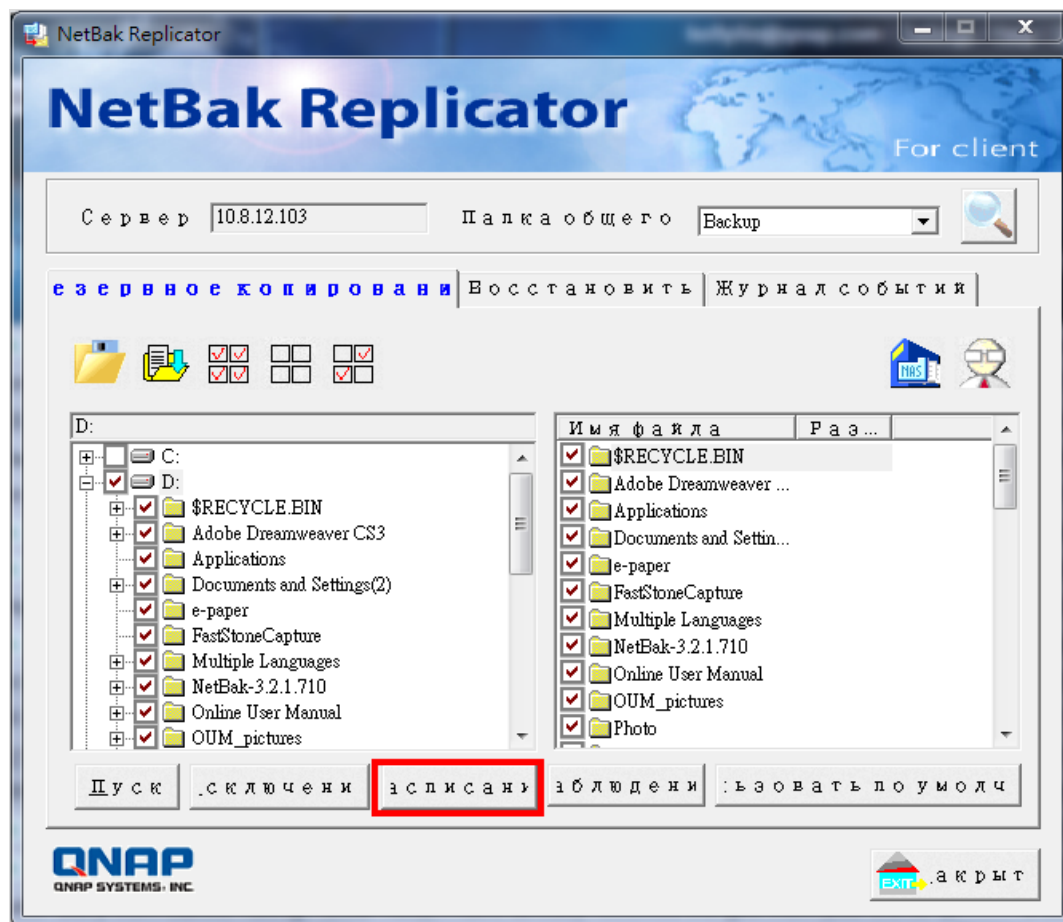 NetBak Replicator
NetBak Replicator
For client
Сервер 10.8.12.103 Папка общего Backup
езервное копировани Восстановить Журнал событий
NAS
D:
C:
D:
$RECYCLE.BIN
Adobe Dreamweaver CS3
Applications
Documents and Settings(2)
e-paper
FastStoneCapture
Multiple Languages
NetBak-3.2.1.710
Online User Manual
OUM_pictures
Имя файла Раз...
$RECYCLE.BIN
Adobe Dreamweaver ...
Applications
Documents and Settin...
e-paper
FastStoneCapture
Multiple Languages
NetBak-3.2.1.710
Online User Manual
OUM_pictures
Photo
Пуск сключени асписани аблюдени ьзовать по умолч
QNAP
QNAP SYSTEMS, INC.
EXIT акрыт